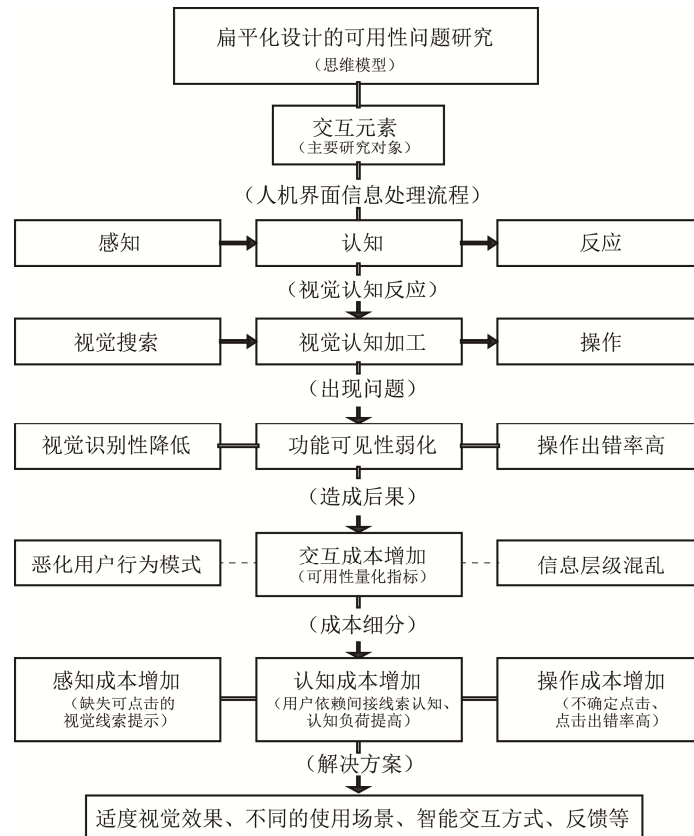 扁平化设计的可用性问题研究
（思维模型）
交互元素
（主要研究对象）
（人机界面信息处理流程）
感知
认知
反应
（视觉认知反应）
视觉搜索
视觉认知加工
操作
（出现问题）
视觉识别性降低
功能可见性弱化
操作出错率高
（造成后果）
恶化用户行为模式
交互成本增加
（可用性量化指标）
信息层级混乱
（成本细分）
感知成本增加
（缺失可点击的
视觉线索提示）
认知成本增加
（用户依赖间接线索认知、
认知负荷提高）
操作成本增加
（不确定点击、
点击出错率高）
（解决方案）
适度视觉效果、不同的使用场景、智能交互方式、反馈等